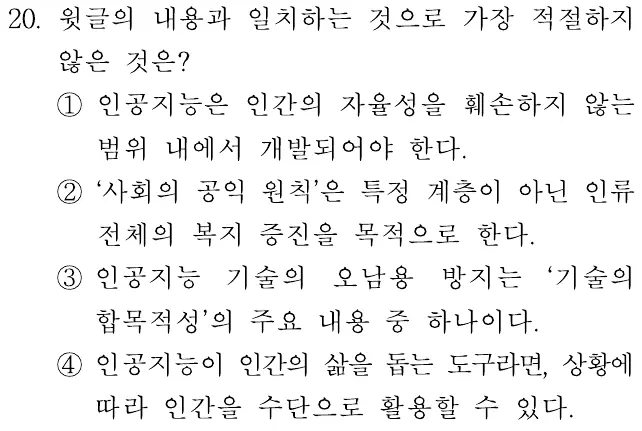 20. 윗글의 내용과 일치하는 것으로 가장 적절하지
않은 것은?
① 인공지능은 인간의 자율성을 훼손하지 않는
범위 내에서 개발되어야 한다.
② ‘사회의 공익 원칙’은 특정 계층이 아닌 인류
전체의 복지 증진을 목적으로 한다.
③ 인공지능 기술의 오남용 방지는 ‘기술의
합목적성’의 주요 내용 중 하나이다.
④ 인공지능이 인간의 삶을 돕는 도구라면, 상황에
따라 인간을 수단으로 활용할 수 있다.